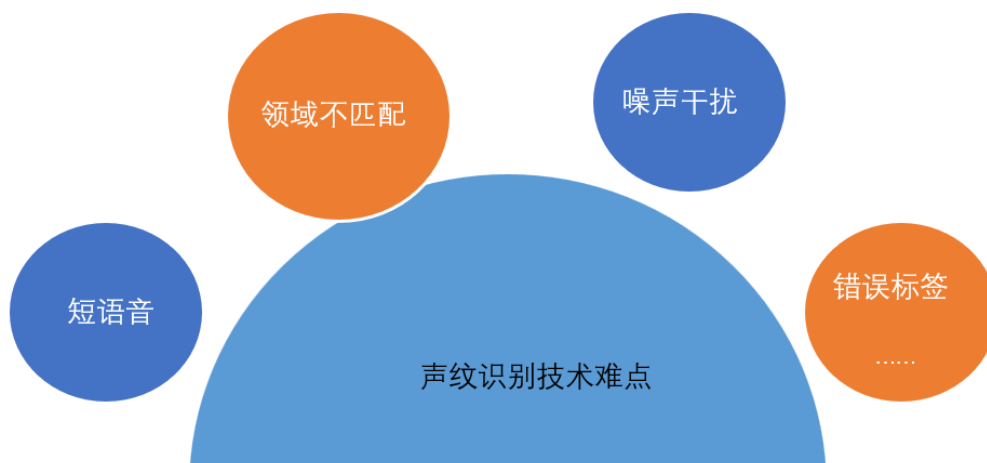 领域不匹配
噪声干扰
短语音
错误标签
……
声纹识别技术难点